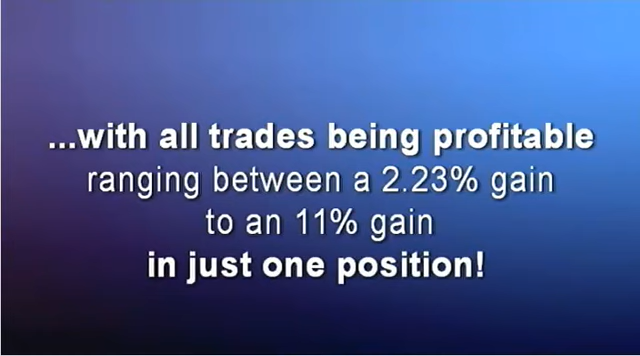 ...with all trades being profitable
ranging between a 2.23% gain
to an 11% gain
in just one position!